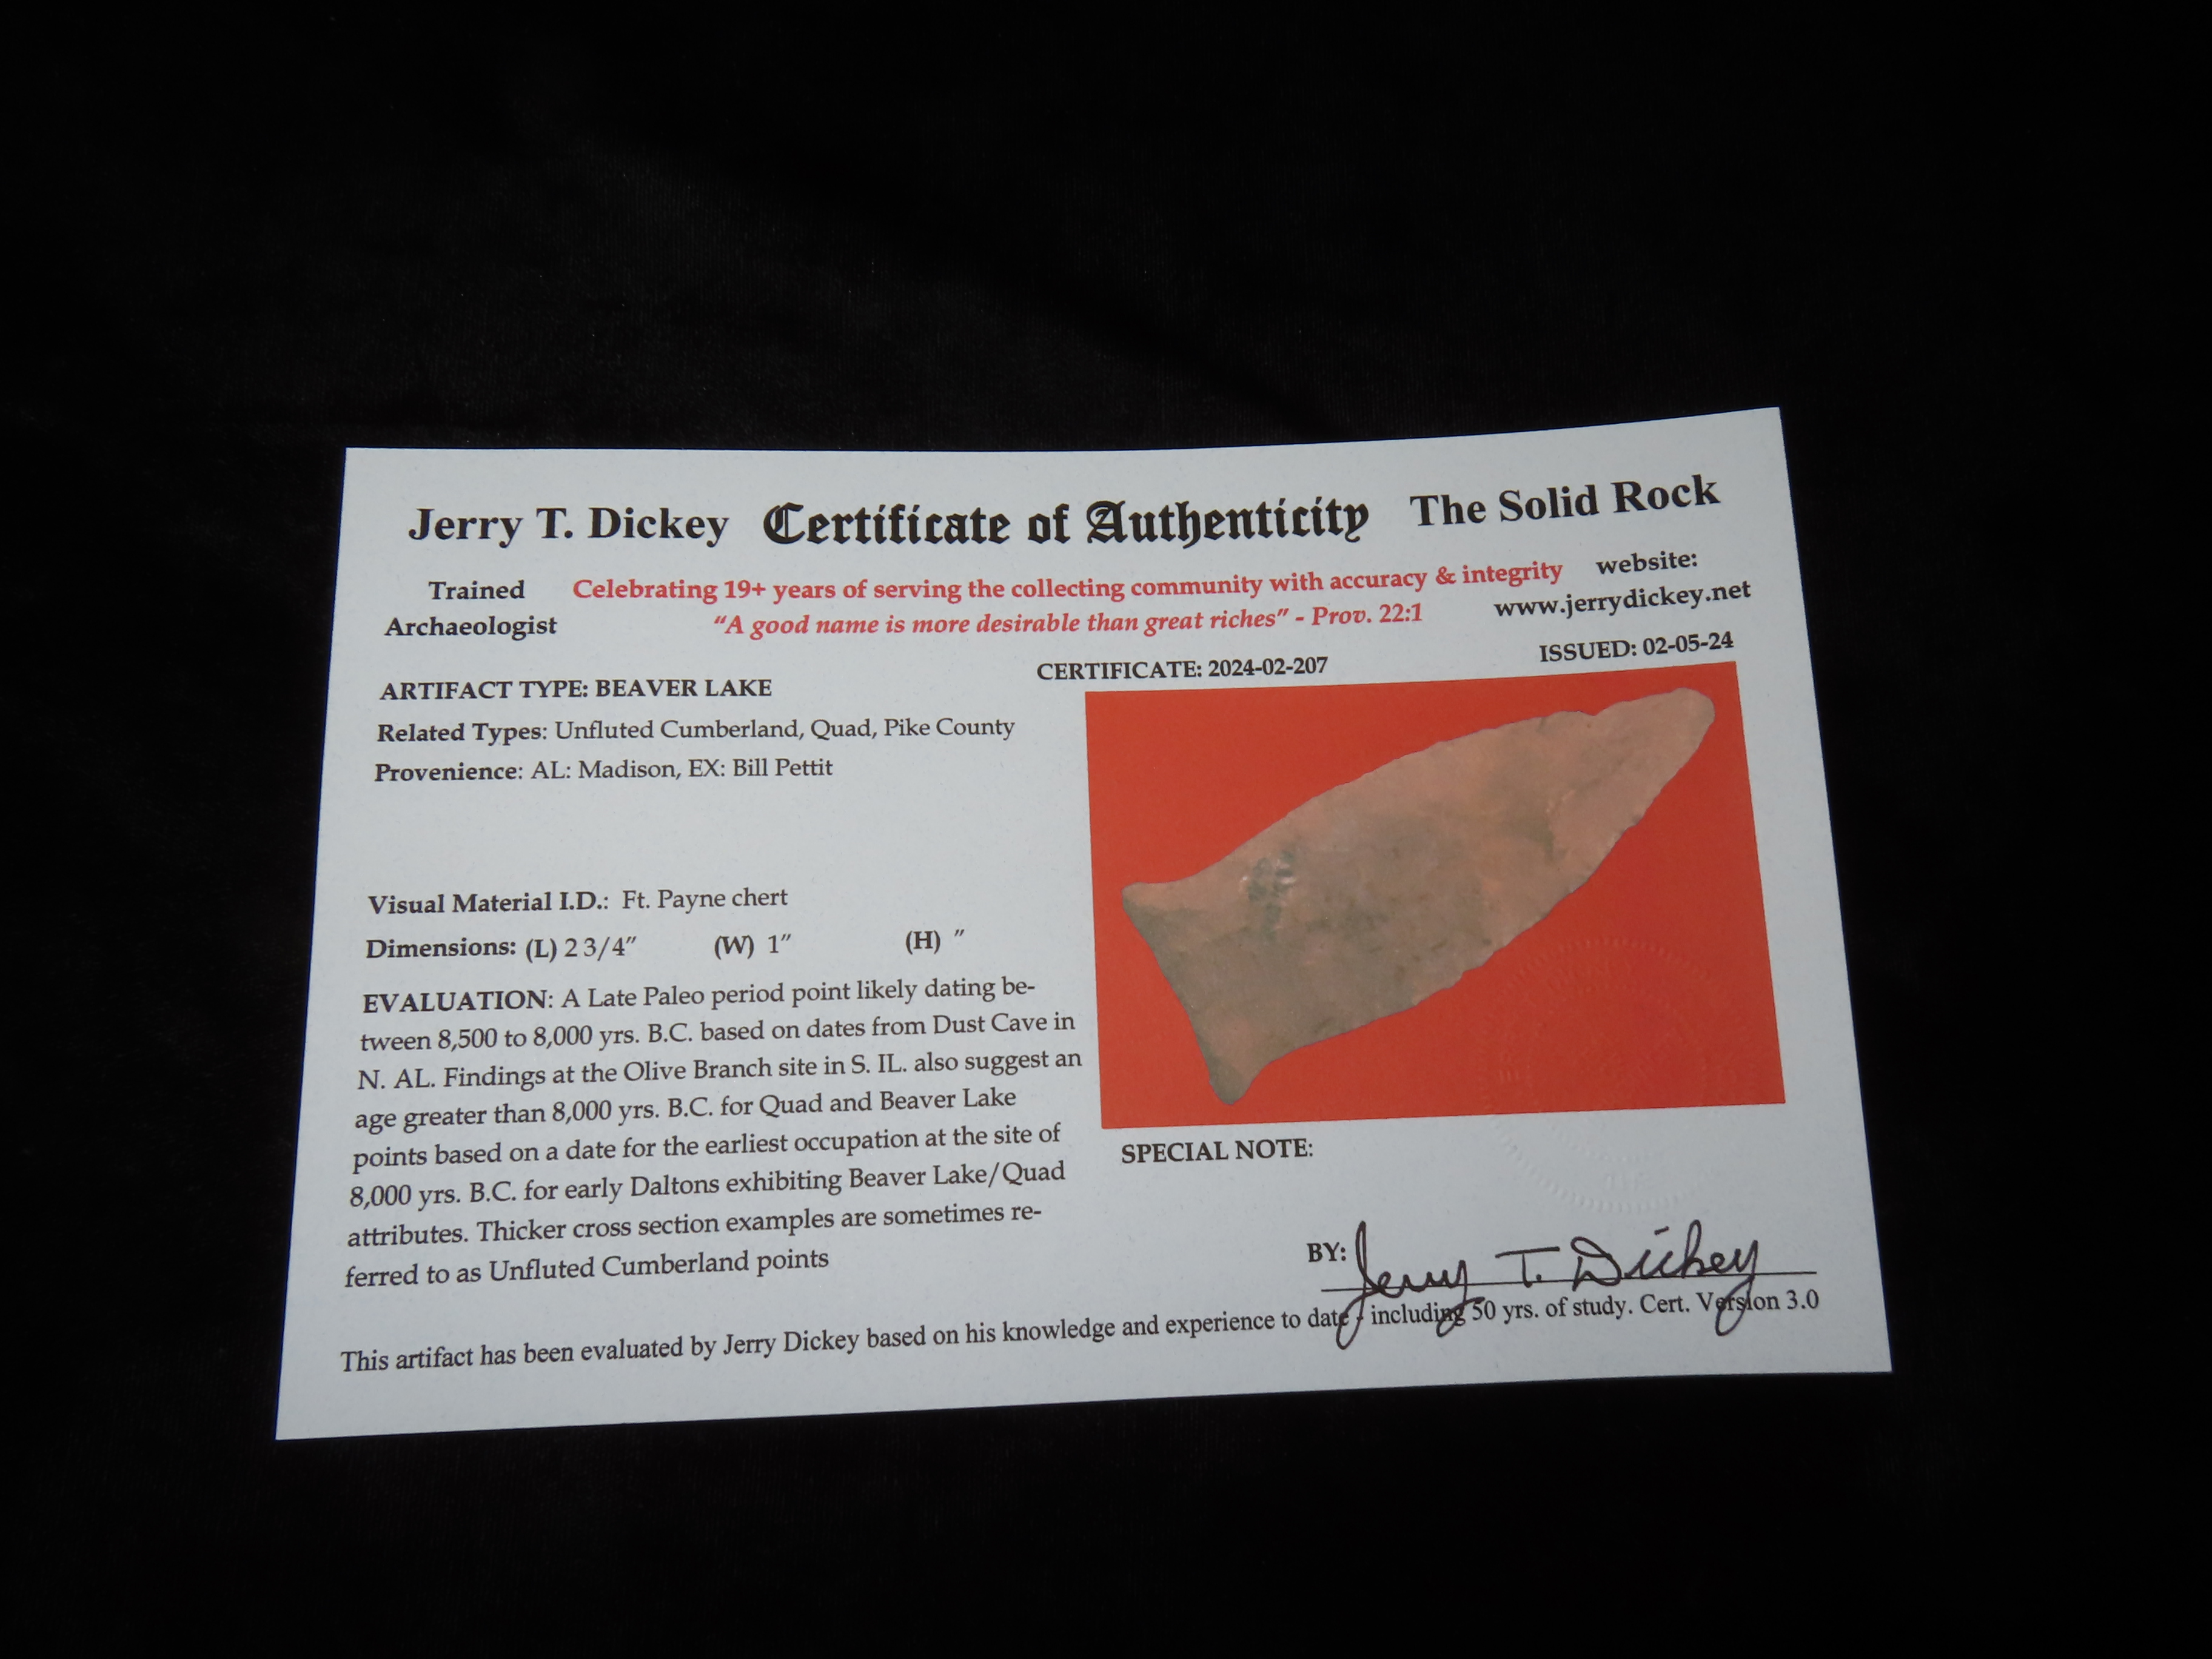 Jerry T. Dickey Certificate of Authenticity The Solid Rock
Trained Archaeologist
Celebrating 19+ years of serving the collecting community with accuracy & integrity
"A good name is more desirable than great riches" - Prov. 22:1
website:
www.jerrydickey.net
CERTIFICATE: 2024-02-207
ISSUED: 02-05-24
ARTIFACT TYPE: BEAVER LAKE
Related Types: Unfluted Cumberland, Quad, Pike County
Provenience: AL: Madison, EX: Bill Pettit
Visual Material I.D.: Ft. Payne chert
Dimensions: (L) 2 3/4" (W) 1" (H) "
EVALUATION: A Late Paleo period point likely dating be-
tween 8,500 to 8,000 yrs. B.C. based on dates from Dust Cave in
N. AL. Findings at the Olive Branch site in S. IL. also suggest an
age greater than 8,000 yrs. B.C. for Quad and Beaver Lake
points based on a date for the earliest occupation at the site of
8,000 yrs. B.C. for early Daltons exhibiting Beaver Lake/Quad
attributes. Thicker cross section examples are sometimes re-
ferred to as Unfluted Cumberland points
SPECIAL NOTE:
BY: Jerry T. Dickey
This artifact has been evaluated by Jerry Dickey based on his knowledge and experience to date - including 50 yrs. of study. Cert. Version 3.0